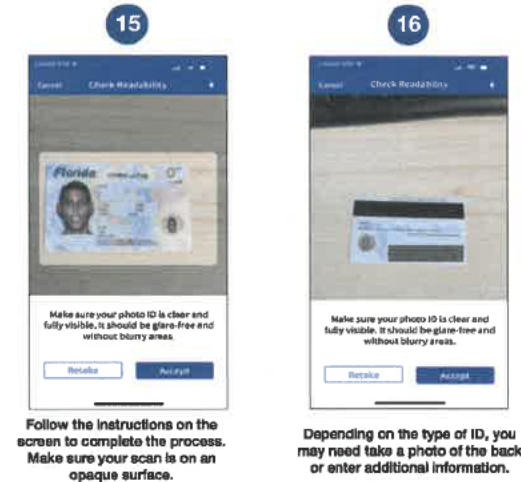 15
Cancel Check Readability
Florida
Make sure your photo ID is clear and
fully visible. It should be glare-free and
without blurry areas.
Retake Accept
Follow the instructions on the
screen to complete the process.
Make sure your scan is on an
opaque surface.
16
Cancel Check Readability
Make sure your photo ID is clear and
fully visible. It should be glare-free and
without blurry areas.
Retake Accept
Depending on the type of ID, you
may need take a photo of the back
or enter additional information.